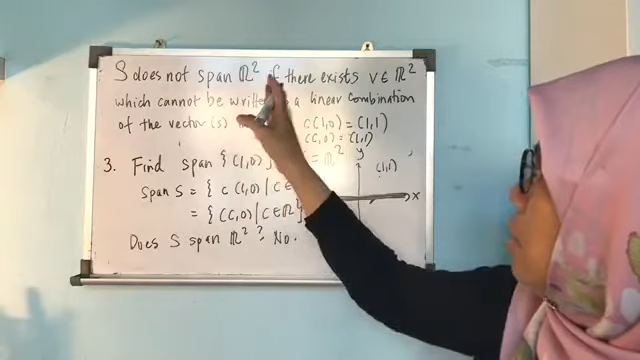 S does not span ℝ² if there exists v ∈ ℝ²
which cannot be written as a linear combination
of the vector(s) c(1,0) = (1,1)
(c,0) = (1,1)
3. Find span { (1,0) } = ℝ²
y
(1,1)
span S = { c (1,0) | c ∈
x
= { (c,0) | c ∈ ℝ }
Does S span ℝ² ? No.